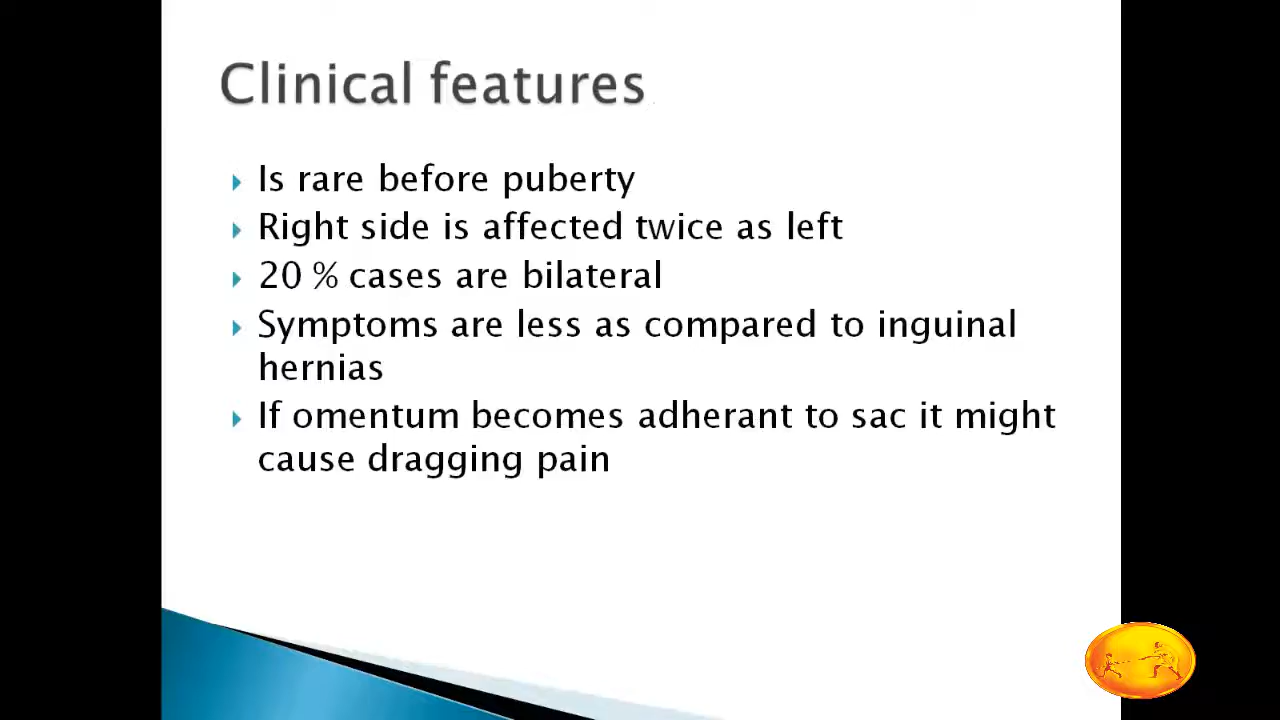 Clinical features
Is rare before puberty
Right side is affected twice as left
20 % cases are bilateral
Symptoms are less as compared to inguinal
hernias
If omentum becomes adherant to sac it might
cause dragging pain